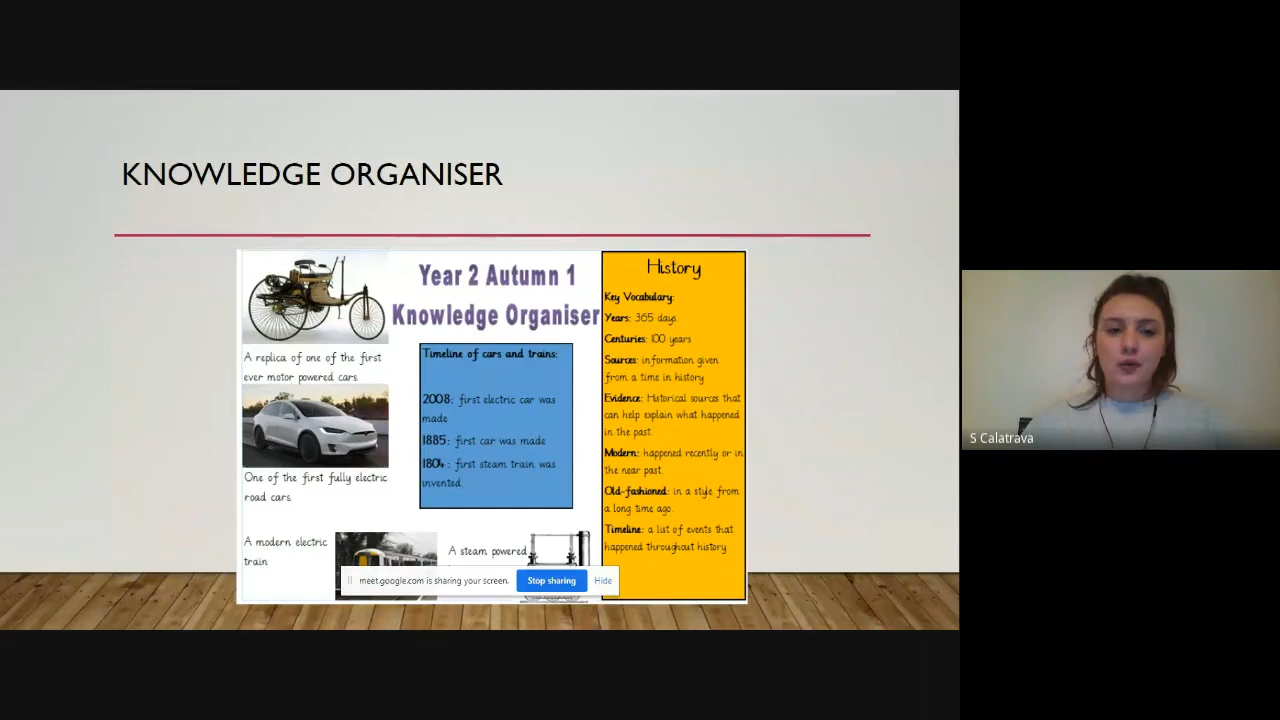 KNOWLEDGE ORGANISER
Year 2 Autumn 1
Knowledge Organiser
A replica of one of the first
ever motor powered cars.
One of the first fully electric
road cars.
A modern electric
train
Timeline of cars and trains:
2008: first electric car was
made.
1885: first car was made
1804: first steam train was
invented.
A steam powered
History
Key Vocabulary:
Years: 365 days.
Centuries: 100 years
Sources: information given
from a time in history
Evidence: Historical sources that
can help explain what happened
in the past.
Modern: happened recently or in
the near past.
Old-fashioned: in a style from
a long time ago.
Timeline: a list of events that
happened throughout history
meet.google.com is sharing your screen.
Stop sharing
Hide
S Calatrava